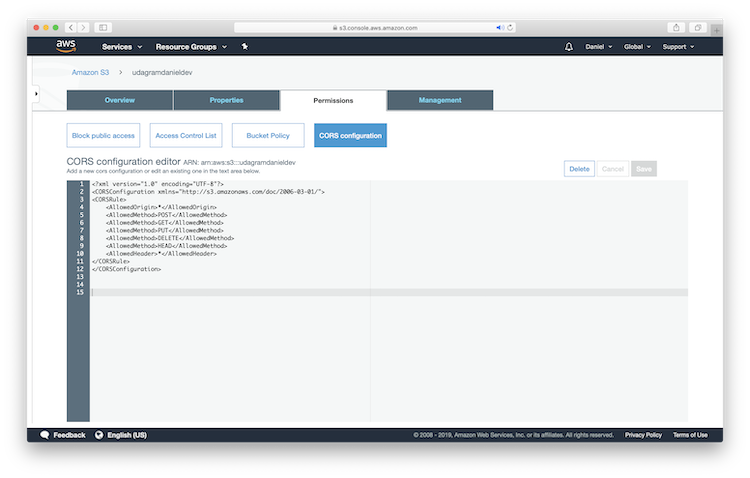 s3.console.aws.amazon.com
aws Services Resource Groups Daniel Global Support
Amazon S3 > udagramdanieldev
Overview Properties Permissions Management
Block public access Access Control List Bucket Policy CORS configuration
CORS configuration editor ARN: arn:aws:s3:::udagramdanieldev
Add a new cors configuration or edit an existing one in the text area below.
Delete Cancel Save
1 <?xml version="1.0" encoding="UTF-8"?>
2 <CORSConfiguration xmlns="http://s3.amazonaws.com/doc/2006-03-01/">
3 <CORSRule>
4 <AllowedOrigin>*</AllowedOrigin>
5 <AllowedMethod>POST</AllowedMethod>
6 <AllowedMethod>GET</AllowedMethod>
7 <AllowedMethod>PUT</AllowedMethod>
8 <AllowedMethod>DELETE</AllowedMethod>
9 <AllowedMethod>HEAD</AllowedMethod>
10 <AllowedHeader>*</AllowedHeader>
11 </CORSRule>
12 </CORSConfiguration>
13
14
15
Feedback English (US) © 2008 - 2019, Amazon Web Services, Inc. or its affiliates. All rights reserved. Privacy Policy Terms of Use